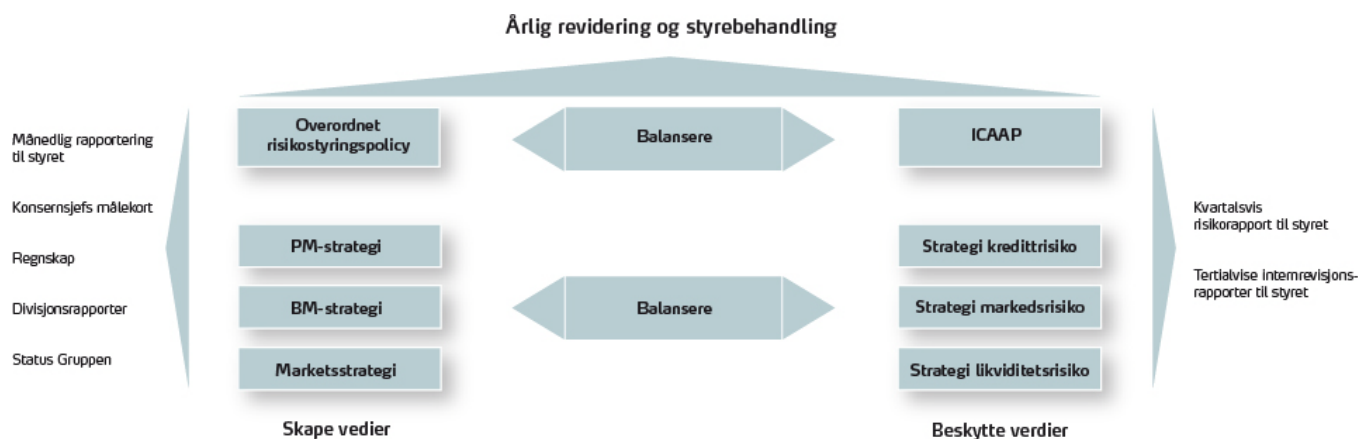 Årlig revidering og styrebehandling
Månedlig rapportering
til styret
Konsernsjefs målekort
Regnskap
Divisjonsrapporter
Status Gruppen
Overordnet
risikostyringspolicy
PM-strategi
BM-strategi
Marketsstrategi
Skape vedier
Balansere
Balansere
ICAAP
Strategi kredittrisiko
Strategi markedsrisiko
Strategi likviditetsrisiko
Beskytte verdier
Kvartalsvis
risikorapport til styret
Tertialvise internrevisjons-
rapporter til styret